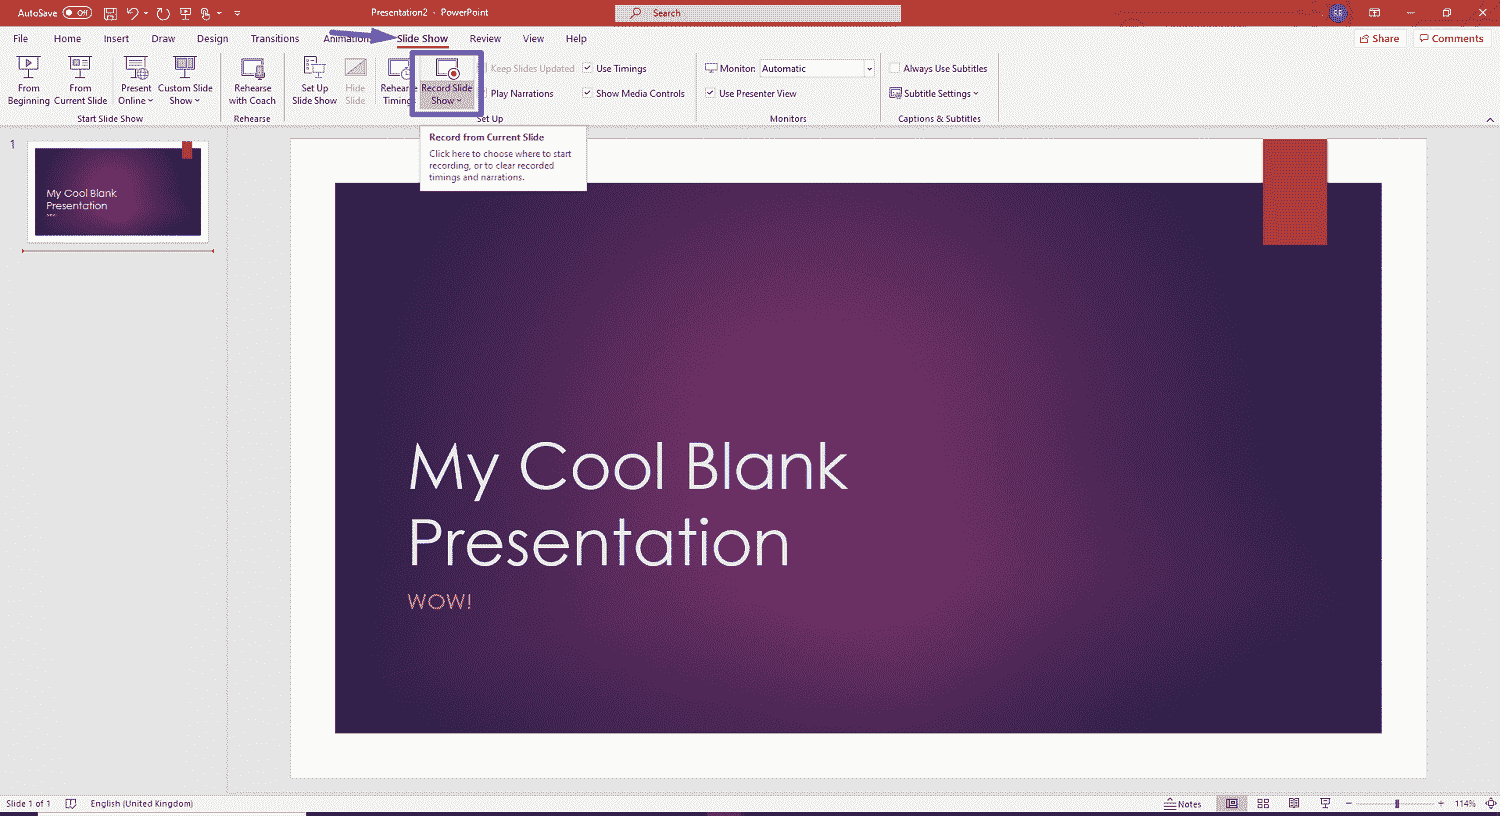 AutoSave Off Presentation2 - PowerPoint Search
File Home Insert Draw Design Transitions Animation Slide Show Review View Help Share Comments
From Beginning
From Current Slide
Present Online
Custom Slide Show
Start Slide Show
Rehearse with Coach
Rehearse
Set Up Slide Show
Hide Slide
Rehearse Timings
Record Slide Show
Keep Slides Updated
Play Narrations
Use Timings
Show Media Controls
Set Up
Monitor: Automatic
Use Presenter View
Monitors
Always Use Subtitles
Subtitle Settings
Captions & Subtitles
Record from Current Slide
Click here to choose where to start
recording, or to clear recorded
timings and narrations.
1
My Cool Blank
Presentation
My Cool Blank
Presentation
WOW!
Slide 1 of 1 English (United Kingdom) Notes 114%